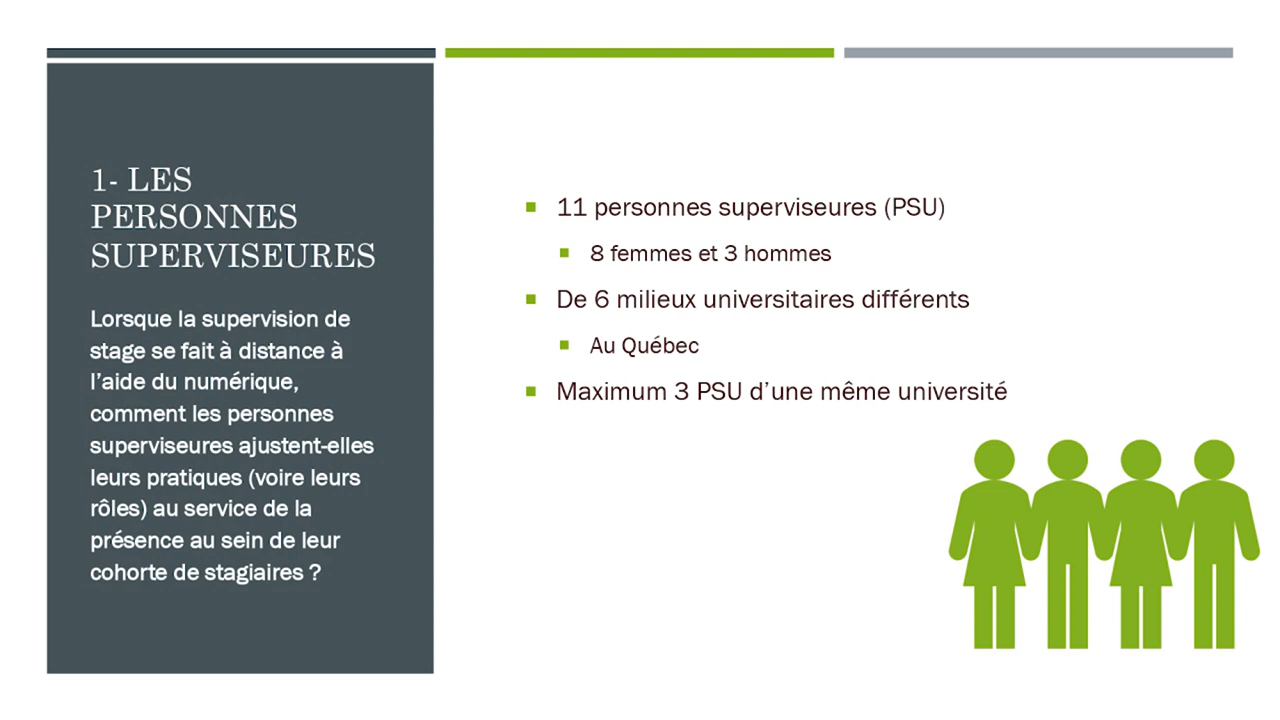 1- LES
PERSONNES
SUPERVISEURES
Lorsque la supervision de
stage se fait à distance à
l’aide du numérique,
comment les personnes
superviseures ajustent-elles
leurs pratiques (voire leurs
rôles) au service de la
présence au sein de leur
cohorte de stagiaires ?
11 personnes superviseures (PSU)
8 femmes et 3 hommes
De 6 milieux universitaires différents
Au Québec
Maximum 3 PSU d’une même université